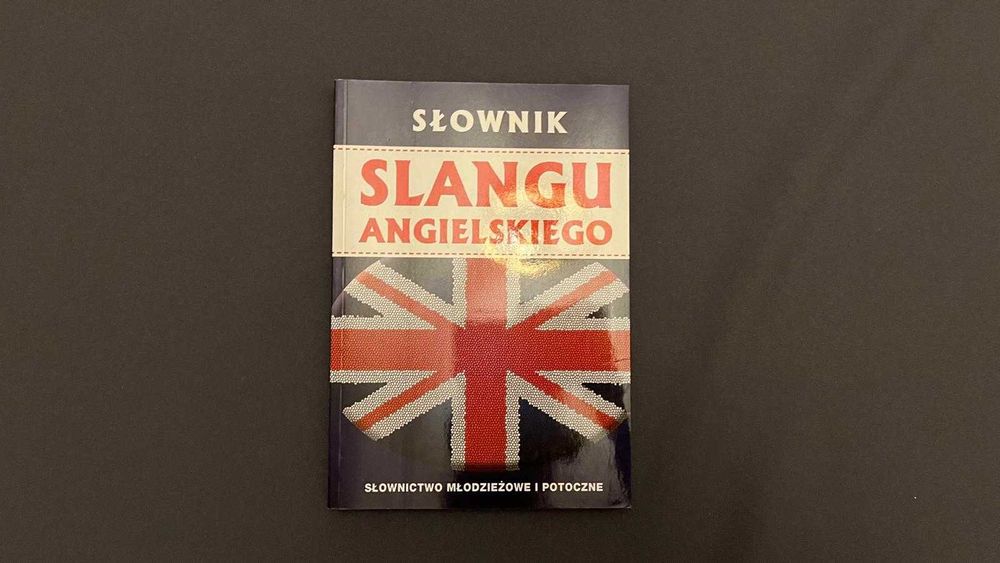 SŁOWNIK
SLANGU
ANGIELSKIEGO
SŁOWNICTWO MŁODZIEŻOWE I POTOCZNE